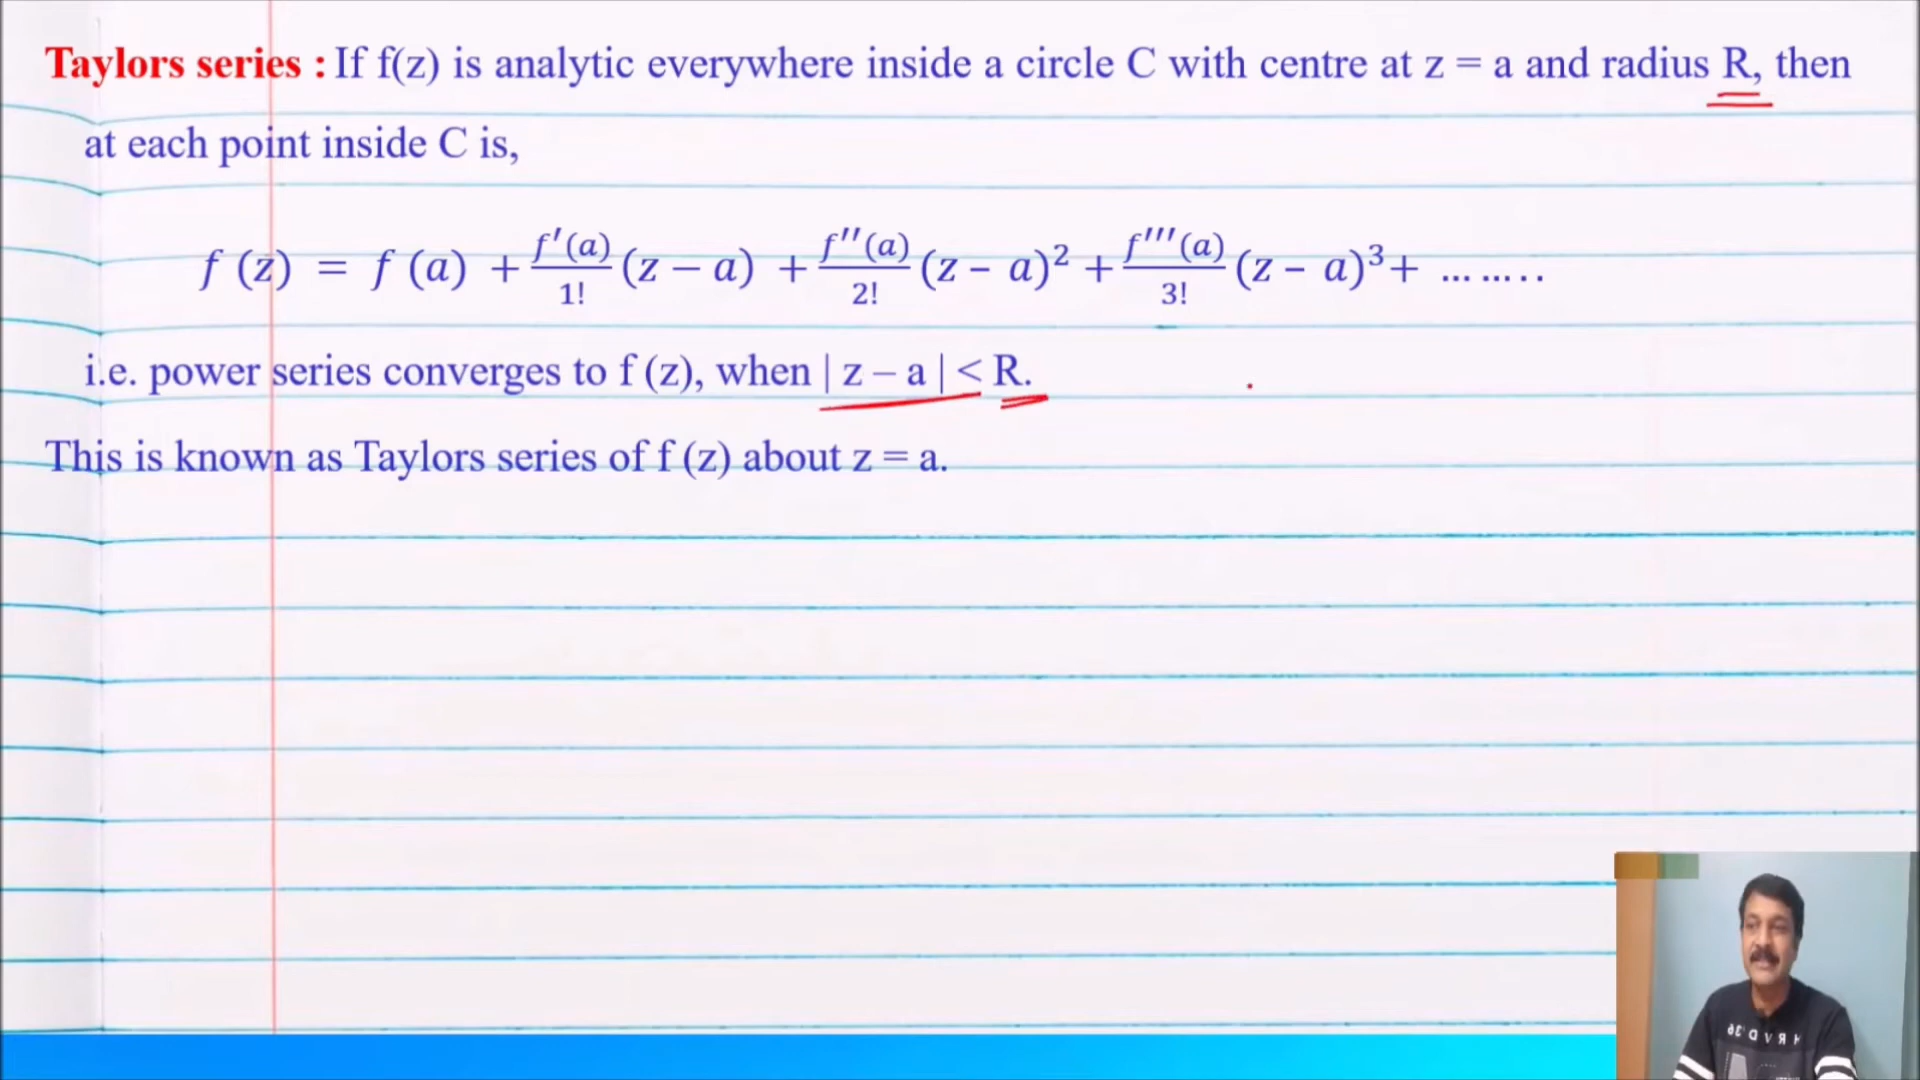 Taylors series : If f(z) is analytic everywhere inside a circle C with centre at z = a and radius R, then
at each point inside C is,
f (z) = f (a) + f′(a)/1! (z − a) + f′′(a)/2! (z – a)² + f′′′(a)/3! (z – a)³ + ... ... . .
i.e. power series converges to f (z), when | z – a | < R.
This is known as Taylors series of f (z) about z = a.